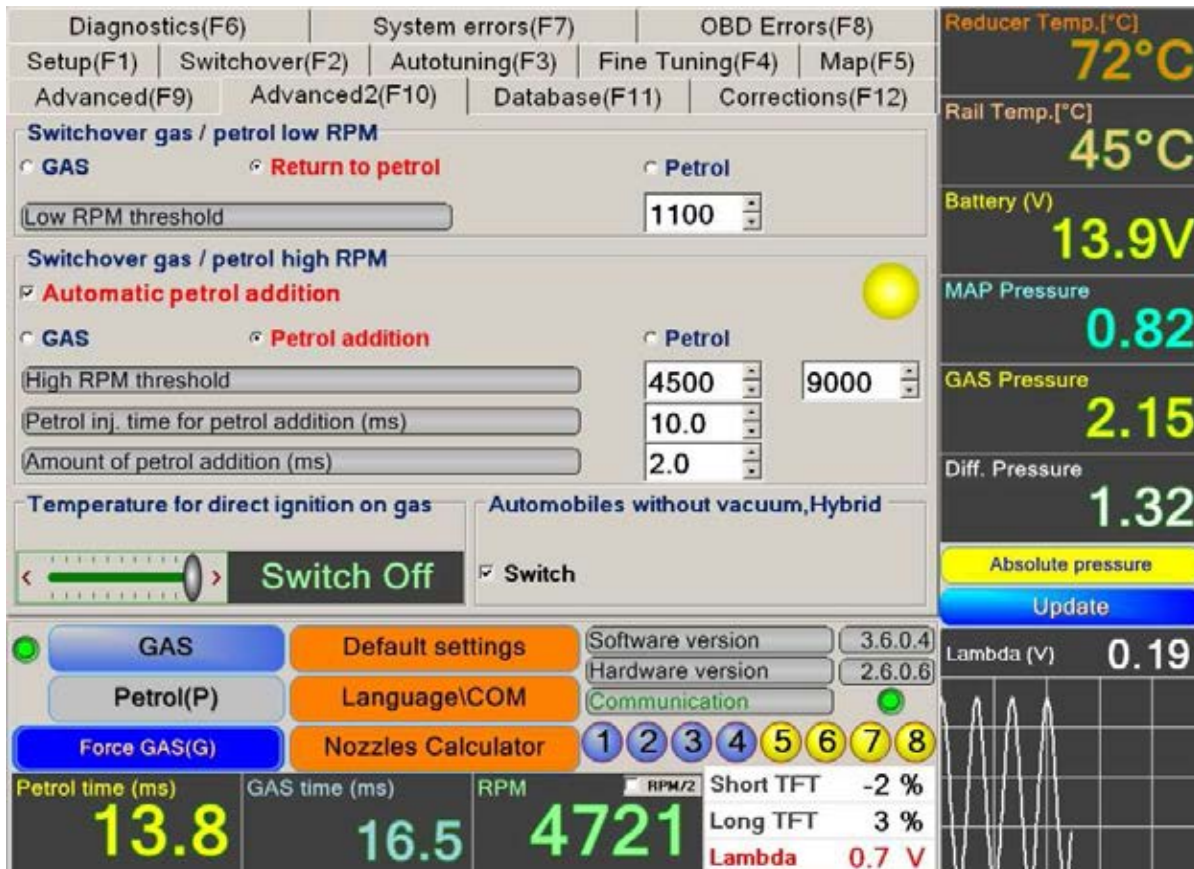 Diagnostics(F6) System errors(F7) OBD Errors(F8)
Setup(F1) Switchover(F2) Autotuning(F3) Fine Tuning(F4) Map(F5)
Advanced(F9) Advanced2(F10) Database(F11) Corrections(F12)
Switchover gas / petrol low RPM
GAS Return to petrol Petrol
Low RPM threshold 1100
Switchover gas / petrol high RPM
Automatic petrol addition
GAS Petrol addition Petrol
High RPM threshold 4500 9000
Petrol inj. time for petrol addition (ms) 10.0
Amount of petrol addition (ms) 2.0
Temperature for direct ignition on gas Automobiles without vacuum,Hybrid
< > Switch Off Switch
GAS Default settings Software version 3.6.0.4
Hardware version 2.6.0.6
Petrol(P) Language\COM Communication
Force GAS(G) Nozzles Calculator 1 2 3 4 5 6 7 8
Petrol time (ms) GAS time (ms) RPM RPM/2 Short TFT -2 %
13.8 16.5 4721 Long TFT 3 %
Lambda 0.7 V
Reducer Temp.[°C]
72°C
Rail Temp.[°C]
45°C
Battery (V)
13.9V
MAP Pressure
0.82
GAS Pressure
2.15
Diff. Pressure
1.32
Absolute pressure
Update
Lambda (V) 0.19